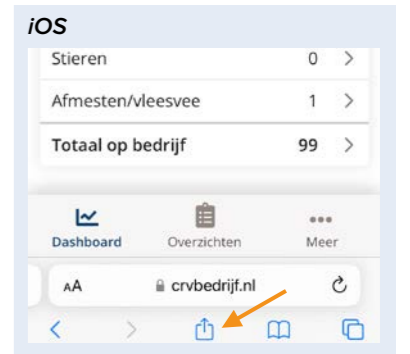 iOS
Stieren 0
Afmesten/vleesvee 1
Totaal op bedrijf 99
Dashboard Overzichten Meer
AA crvbedrijf.nl